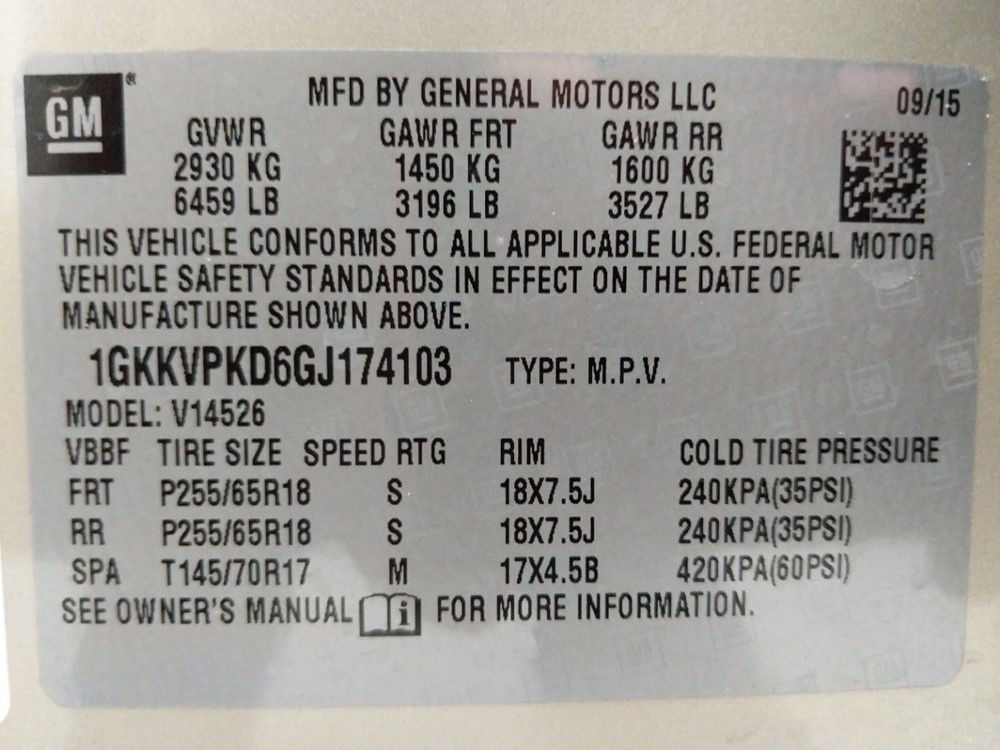 GM®
MFD BY GENERAL MOTORS LLC 09/15
GVWR GAWR FRT GAWR RR
2930 KG 1450 KG 1600 KG
6459 LB 3196 LB 3527 LB
THIS VEHICLE CONFORMS TO ALL APPLICABLE U.S. FEDERAL MOTOR
VEHICLE SAFETY STANDARDS IN EFFECT ON THE DATE OF
MANUFACTURE SHOWN ABOVE.
1GKKVPKD6GJ174103 TYPE: M.P.V.
MODEL: V14526
VBBF TIRE SIZE SPEED RTG RIM COLD TIRE PRESSURE
FRT P255/65R18 S 18X7.5J 240KPA(35PSI)
RR P255/65R18 S 18X7.5J 240KPA(35PSI)
SPA T145/70R17 M 17X4.5B 420KPA(60PSI)
SEE OWNER'S MANUAL i FOR MORE INFORMATION.